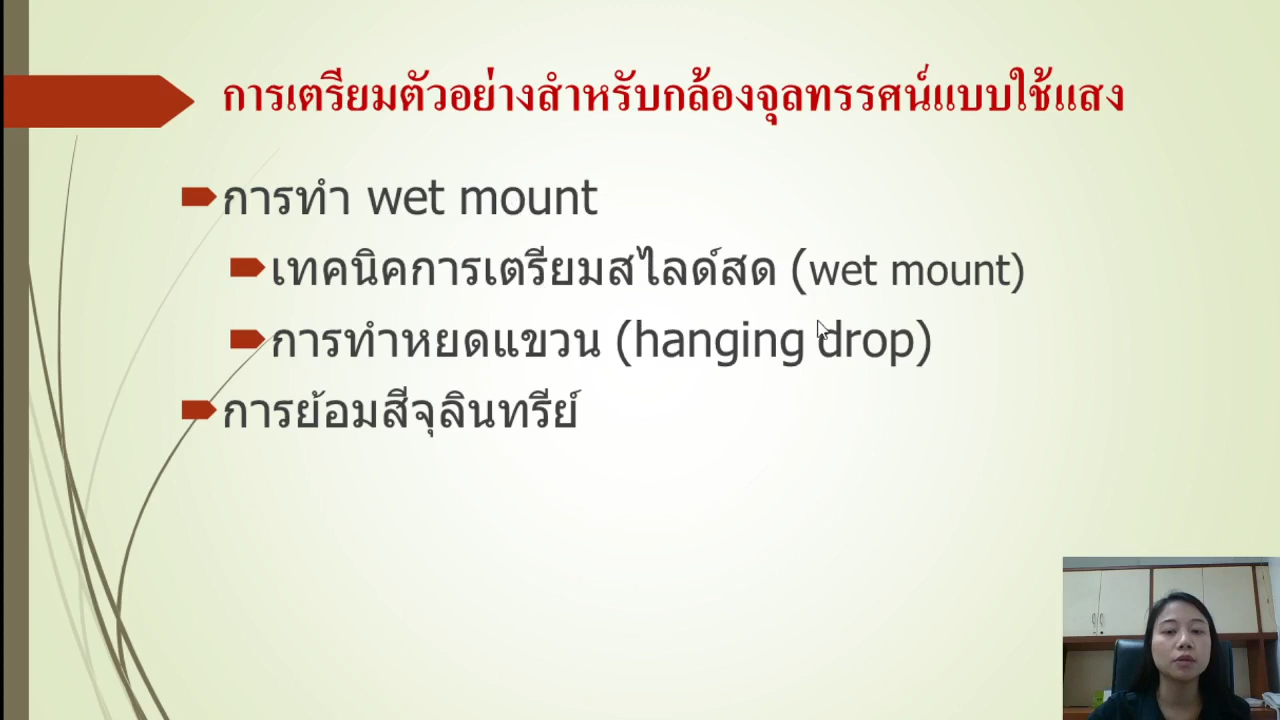 การเตรียมตัวอย่างสำหรับกล้องจุลทรรศน์แบบใช้แสง
การทำ wet mount
เทคนิคการเตรียมสไลด์สด (wet mount)
การทำหยดแขวน (hanging drop)
การย้อมสีจุลินทรีย์